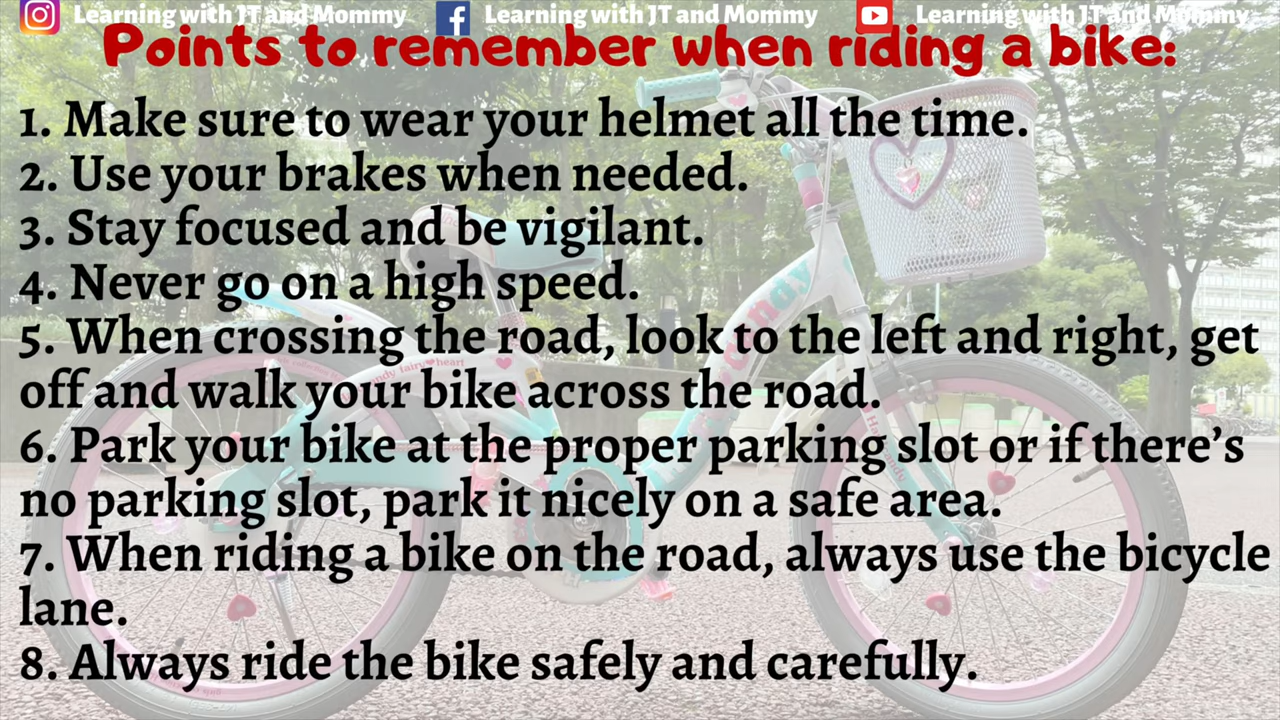 Learning with JT and Mommy Learning with JT and Mommy Learning with JT and Mommy
Points to remember when riding a bike:
1. Make sure to wear your helmet all the time.
2. Use your brakes when needed.
3. Stay focused and be vigilant.
4. Never go on a high speed.
5. When crossing the road, look to the left and right, get
off and walk your bike across the road.
6. Park your bike at the proper parking slot or if there's
no parking slot, park it nicely on a safe area.
7. When riding a bike on the road, always use the bicycle
lane.
8. Always ride the bike safely and carefully.